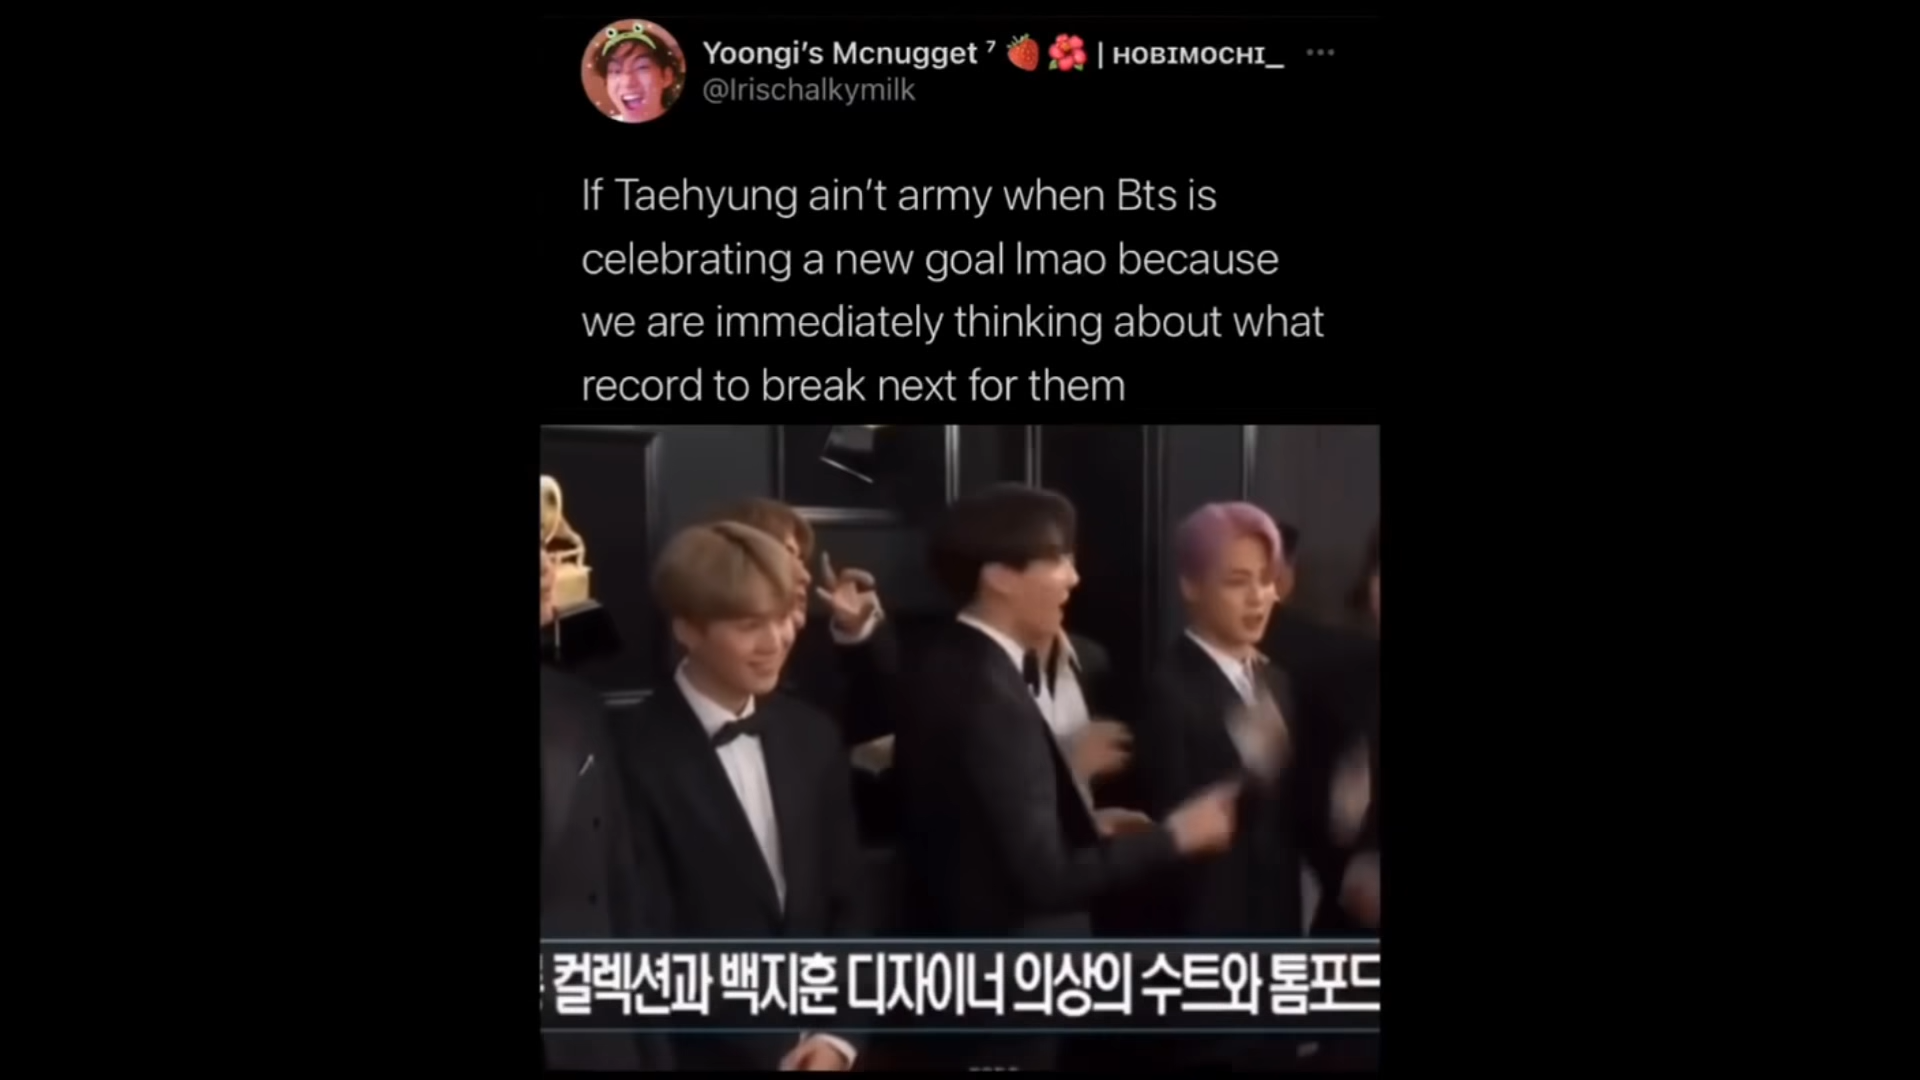 Yoongi's Mcnugget ⁷ 🍓🌺 | ʜᴏʙɪᴍᴏᴄʜɪ_ ···
@Irischalkymilk
If Taehyung ain't army when Bts is
celebrating a new goal lmao because
we are immediately thinking about what
record to break next for them
컬렉션과 백지훈 디자이너 의상의 수트와 톰포드